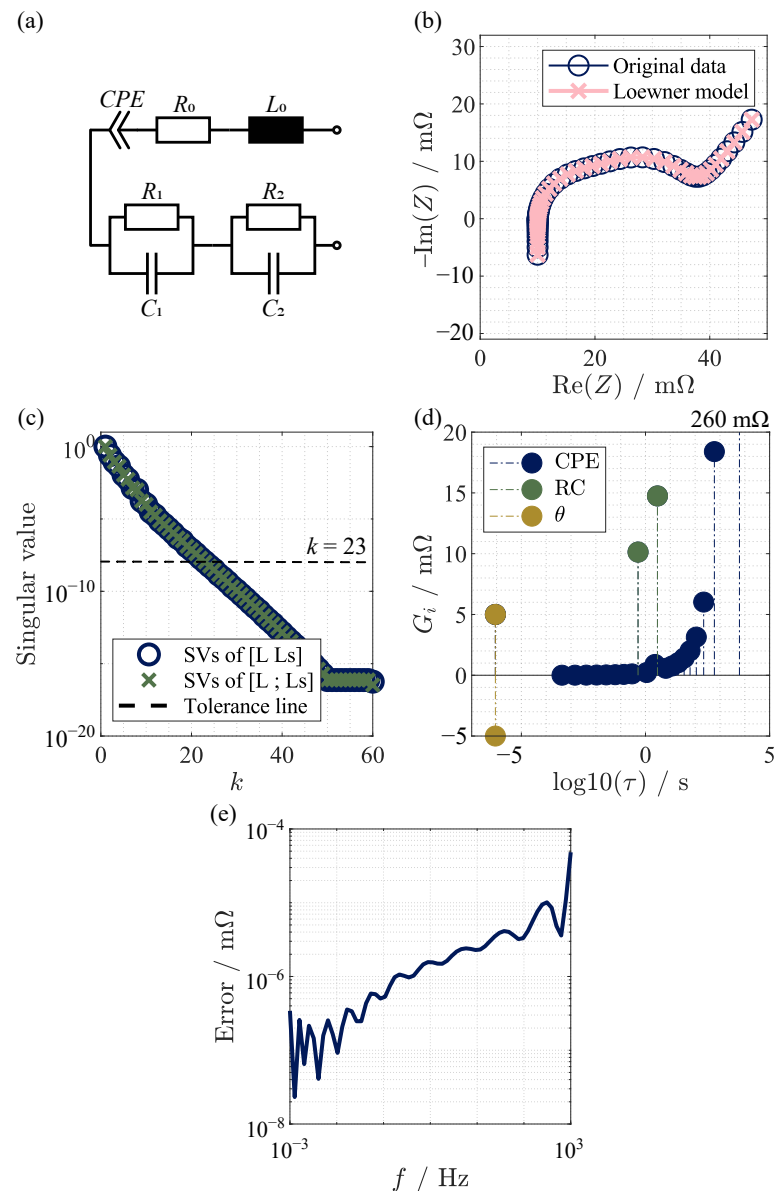 (a)
CPE
R₀
L₀
R₁
R₂
C₁
C₂
(b)
30
20
10
0
−10
−20
0
20
40
−Im(Z) / mΩ
Re(Z) / mΩ
Original data
Loewner model
(c)
10⁰
10⁻¹⁰
10⁻²⁰
0
20
40
60
Singular value
k
k = 23
SVs of [L Ls]
SVs of [L ; Ls]
Tolerance line
(d)
260 mΩ
20
15
10
5
0
−5
−5
0
5
Gᵢ / mΩ
log10(τ) / s
CPE
RC
θ
(e)
10⁻⁴
10⁻⁶
10⁻⁸
10⁻³
10³
Error / mΩ
f / Hz